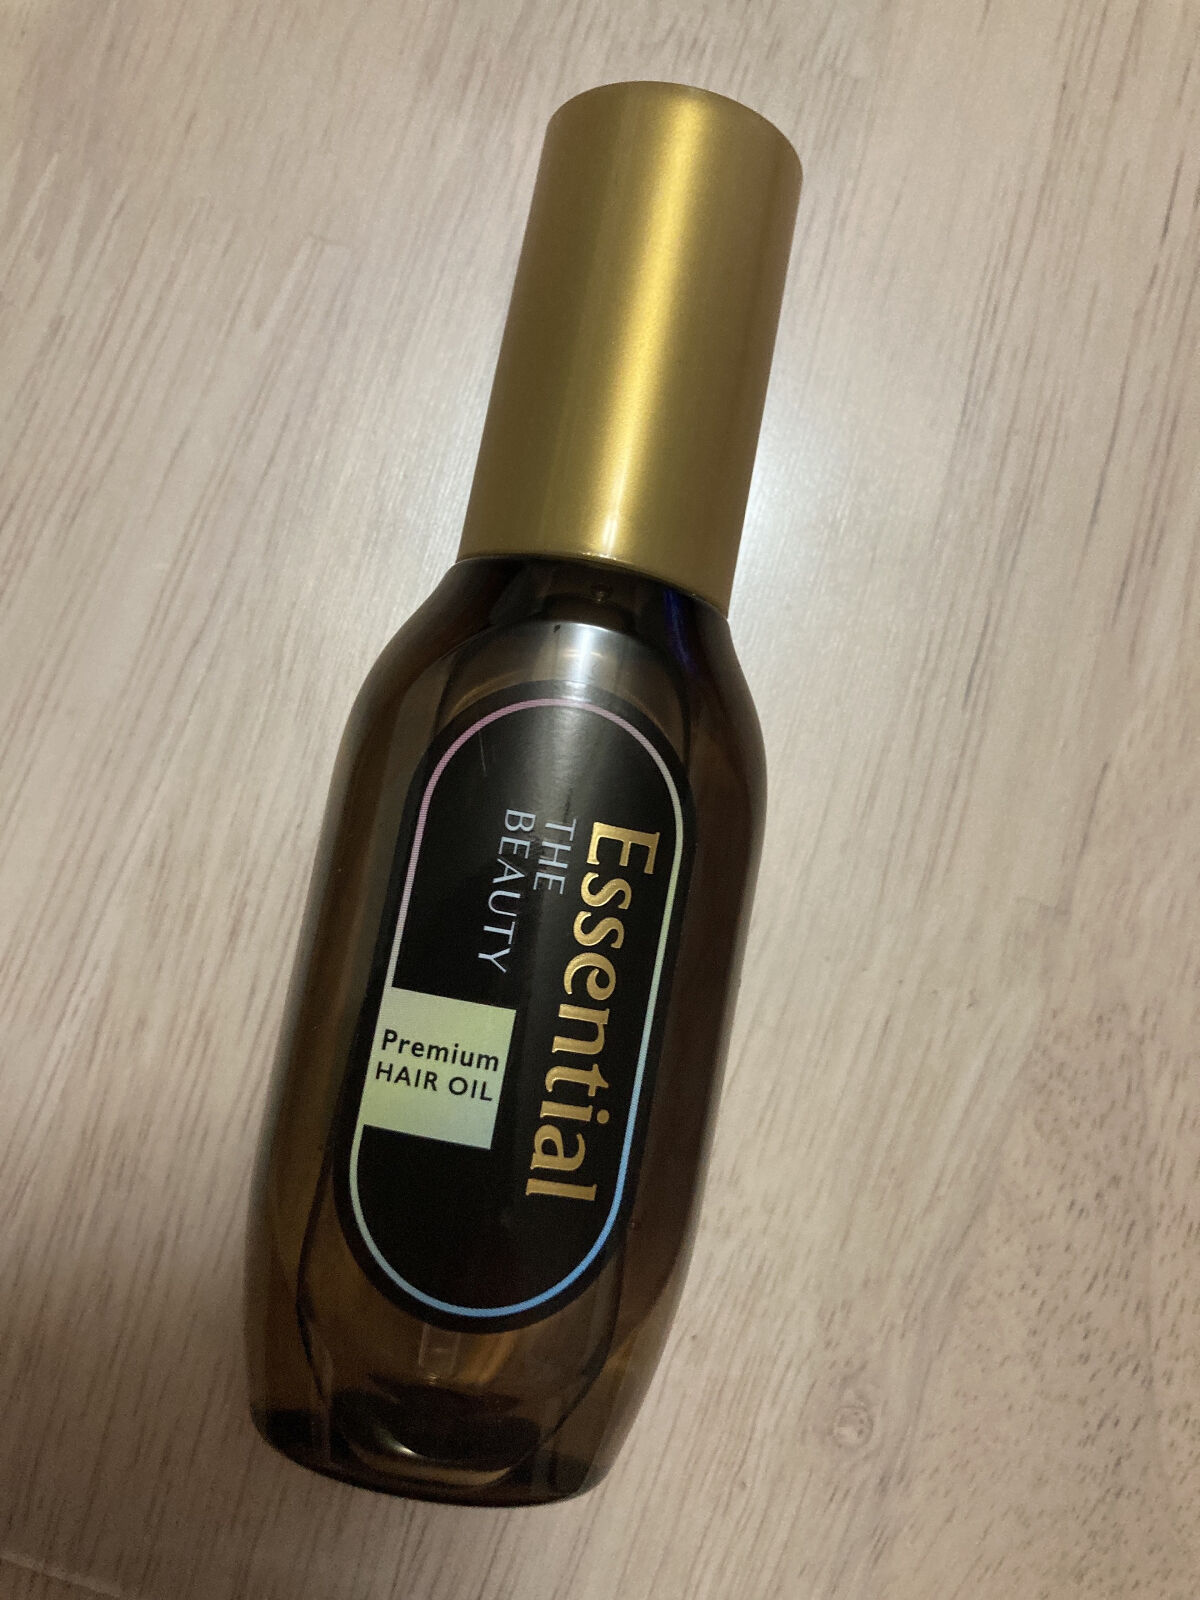 Essential
THE
BEAUTY
Premium
HAIR OIL